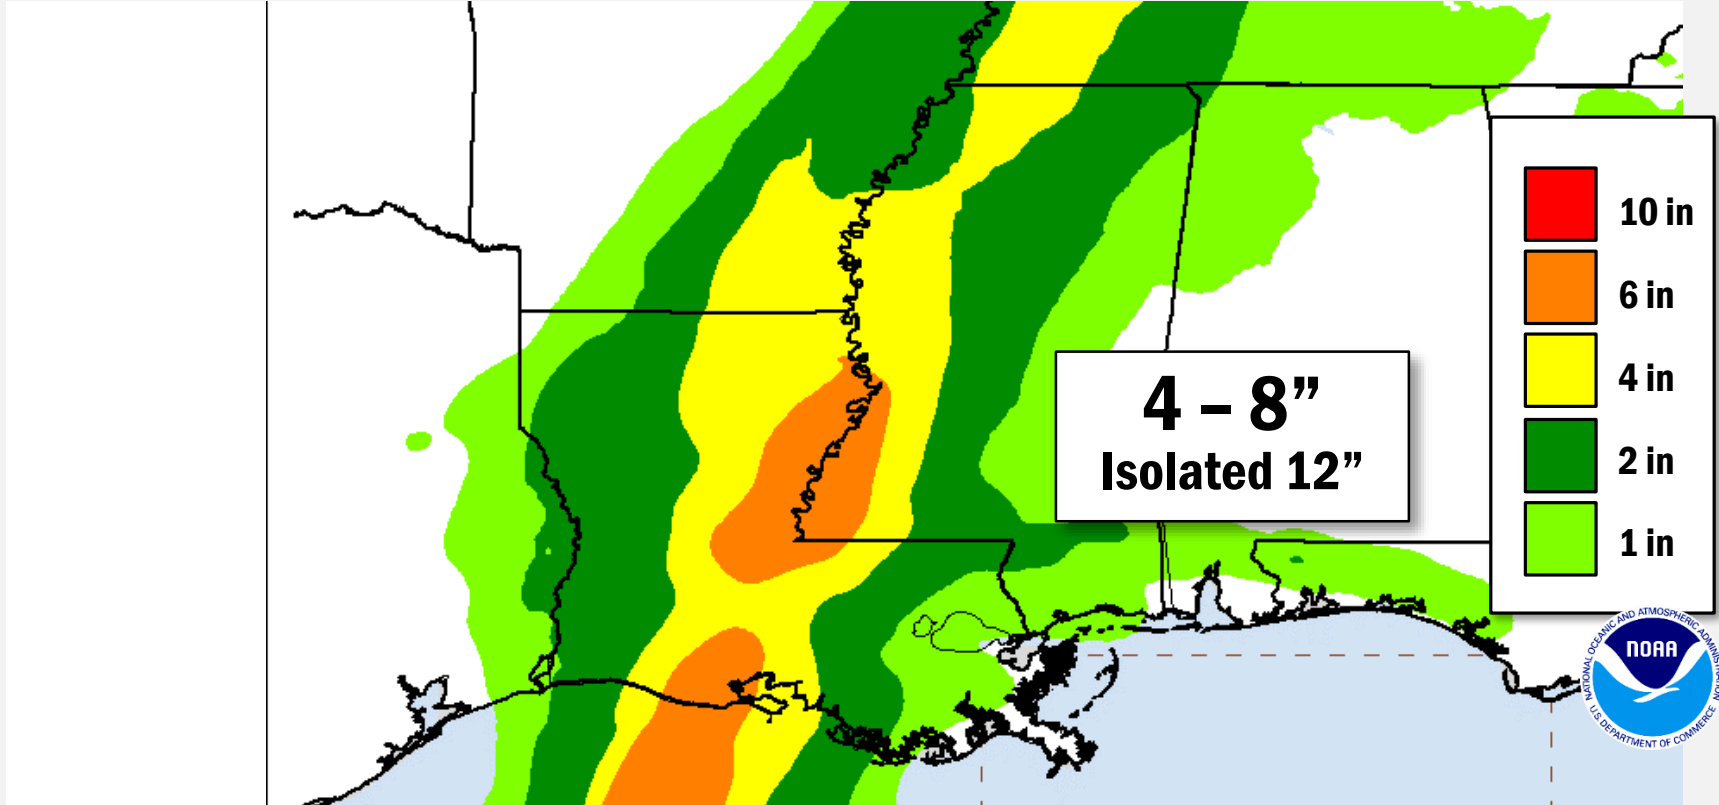 10 in
6 in
4 in
2 in
1 in
4 – 8”
Isolated 12”
NATIONAL OCEANIC AND ATMOSPHERIC ADMINISTRATION
NOAA
U.S. DEPARTMENT OF COMMERCE